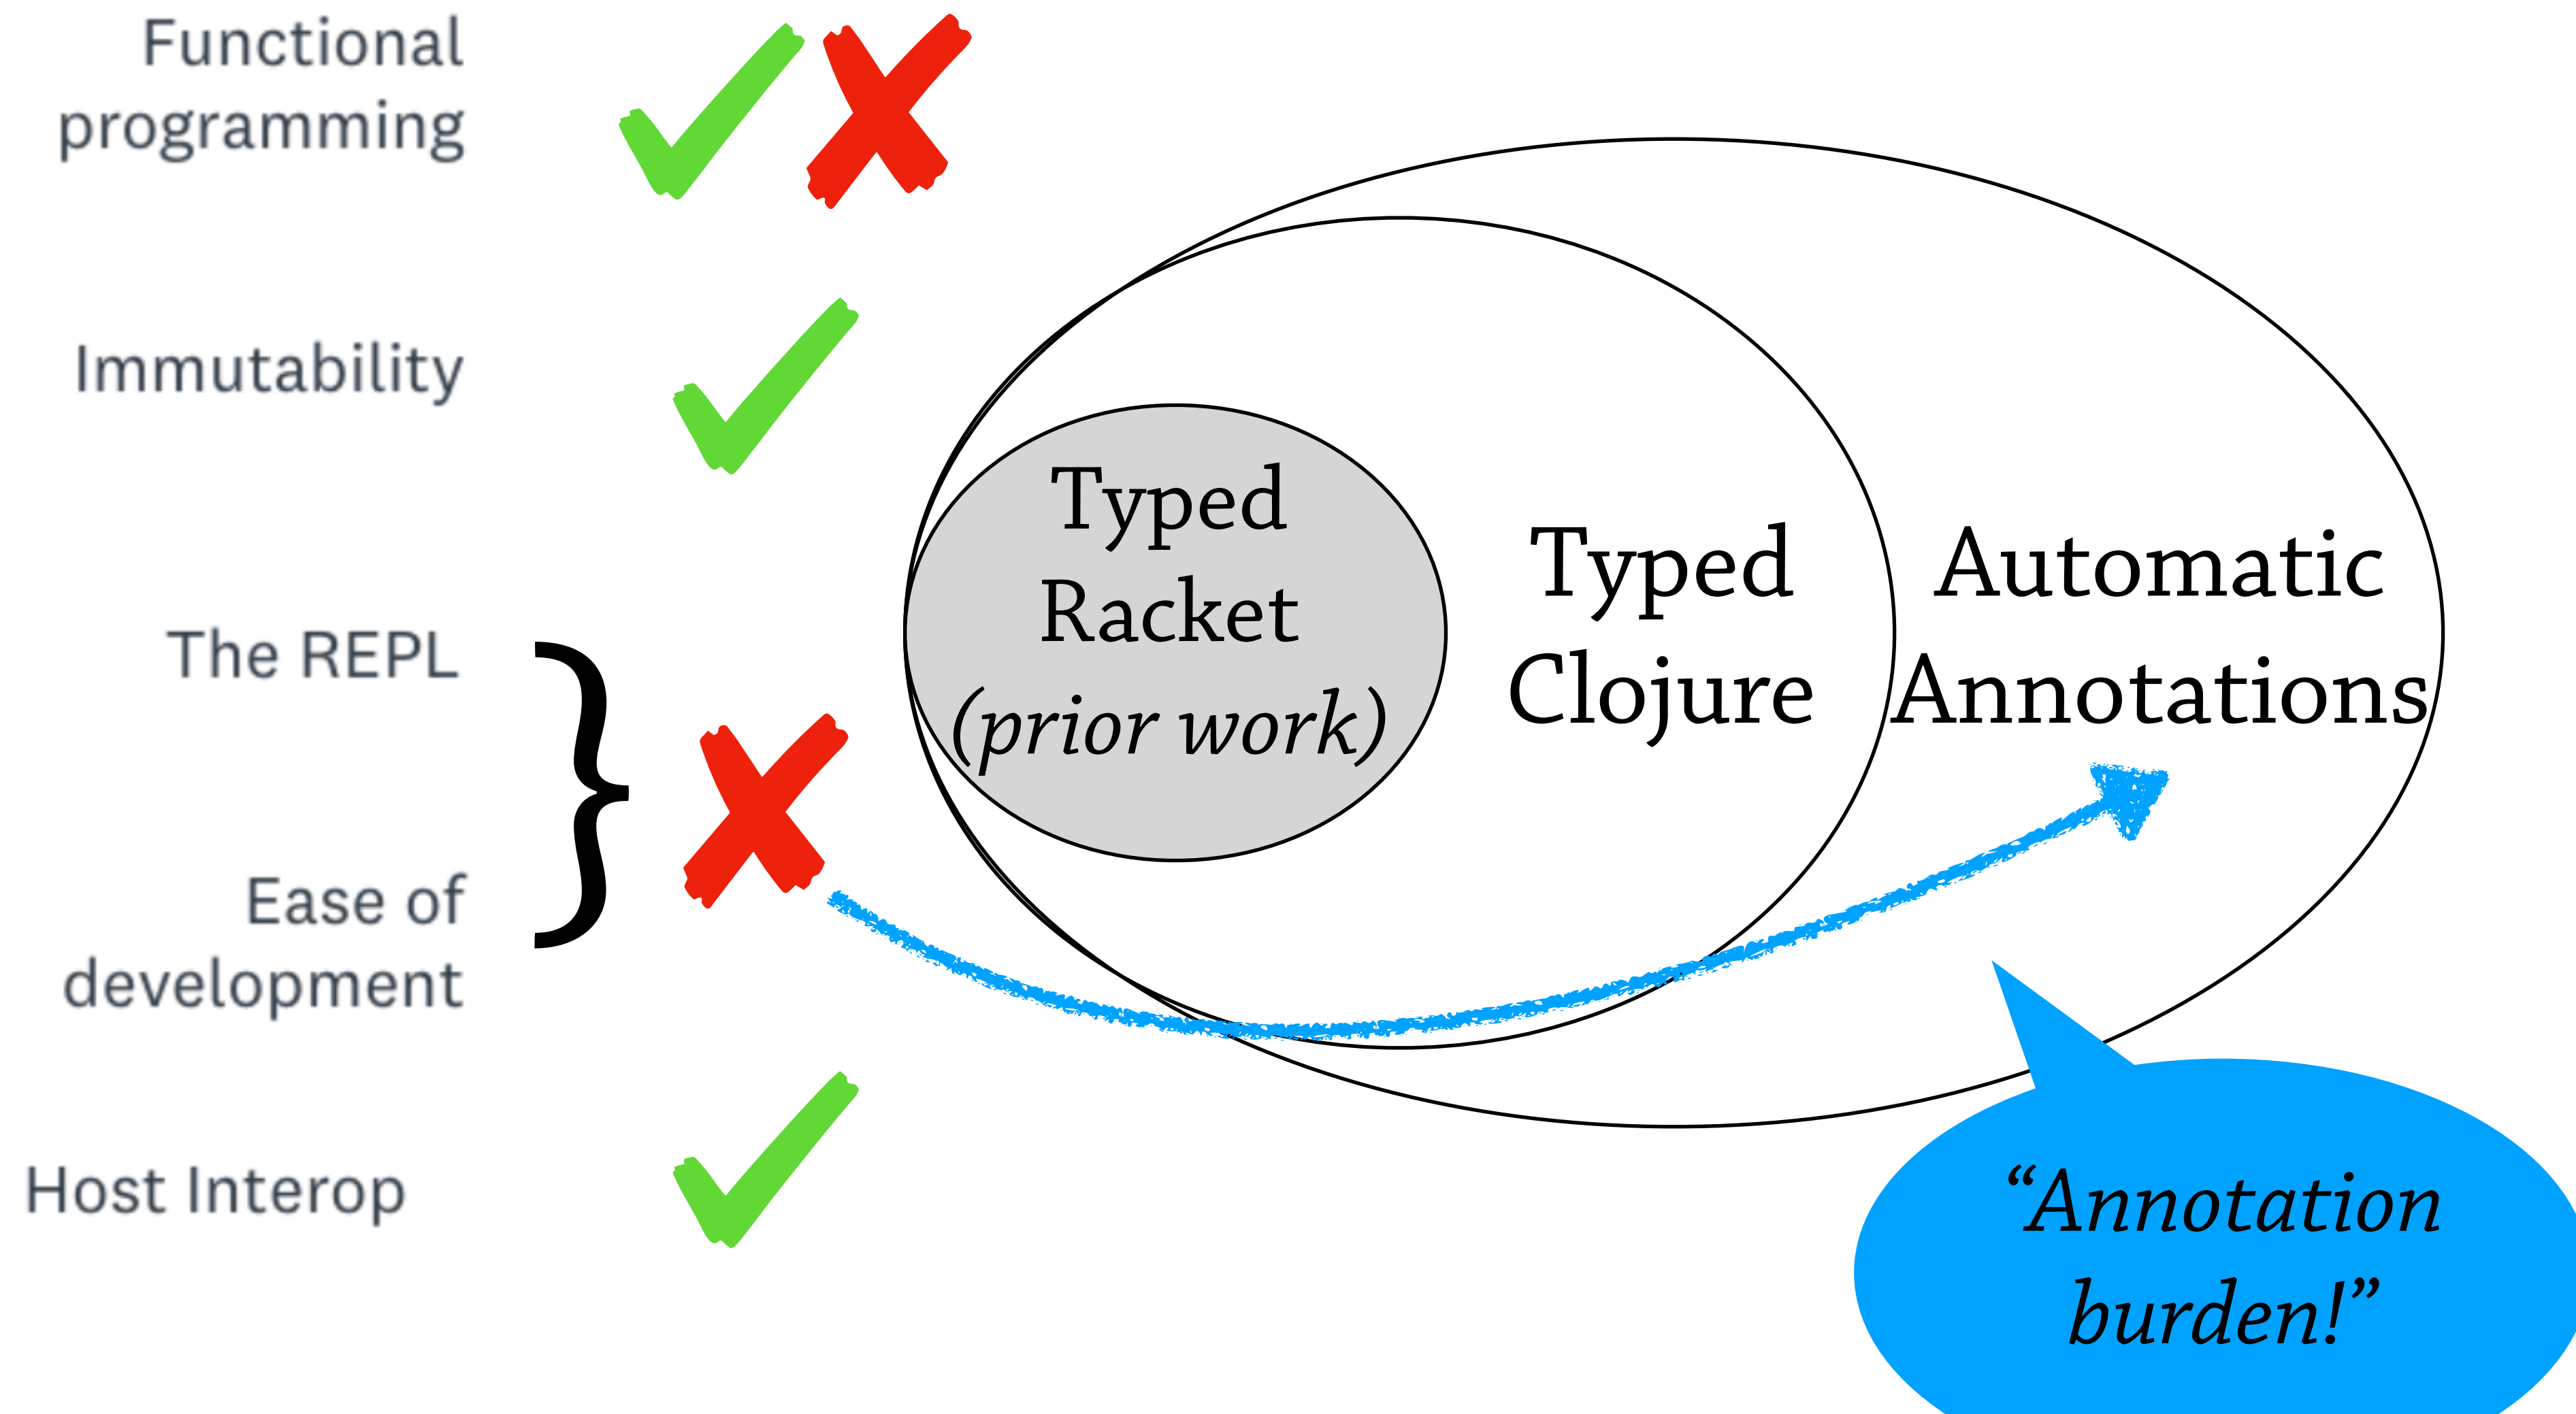 Functional
programming
Immutability
The REPL
}
Ease of
development
Host Interop
Typed
Racket
(prior work)
Typed
Clojure
Automatic
Annotations
“Annotation
burden!”